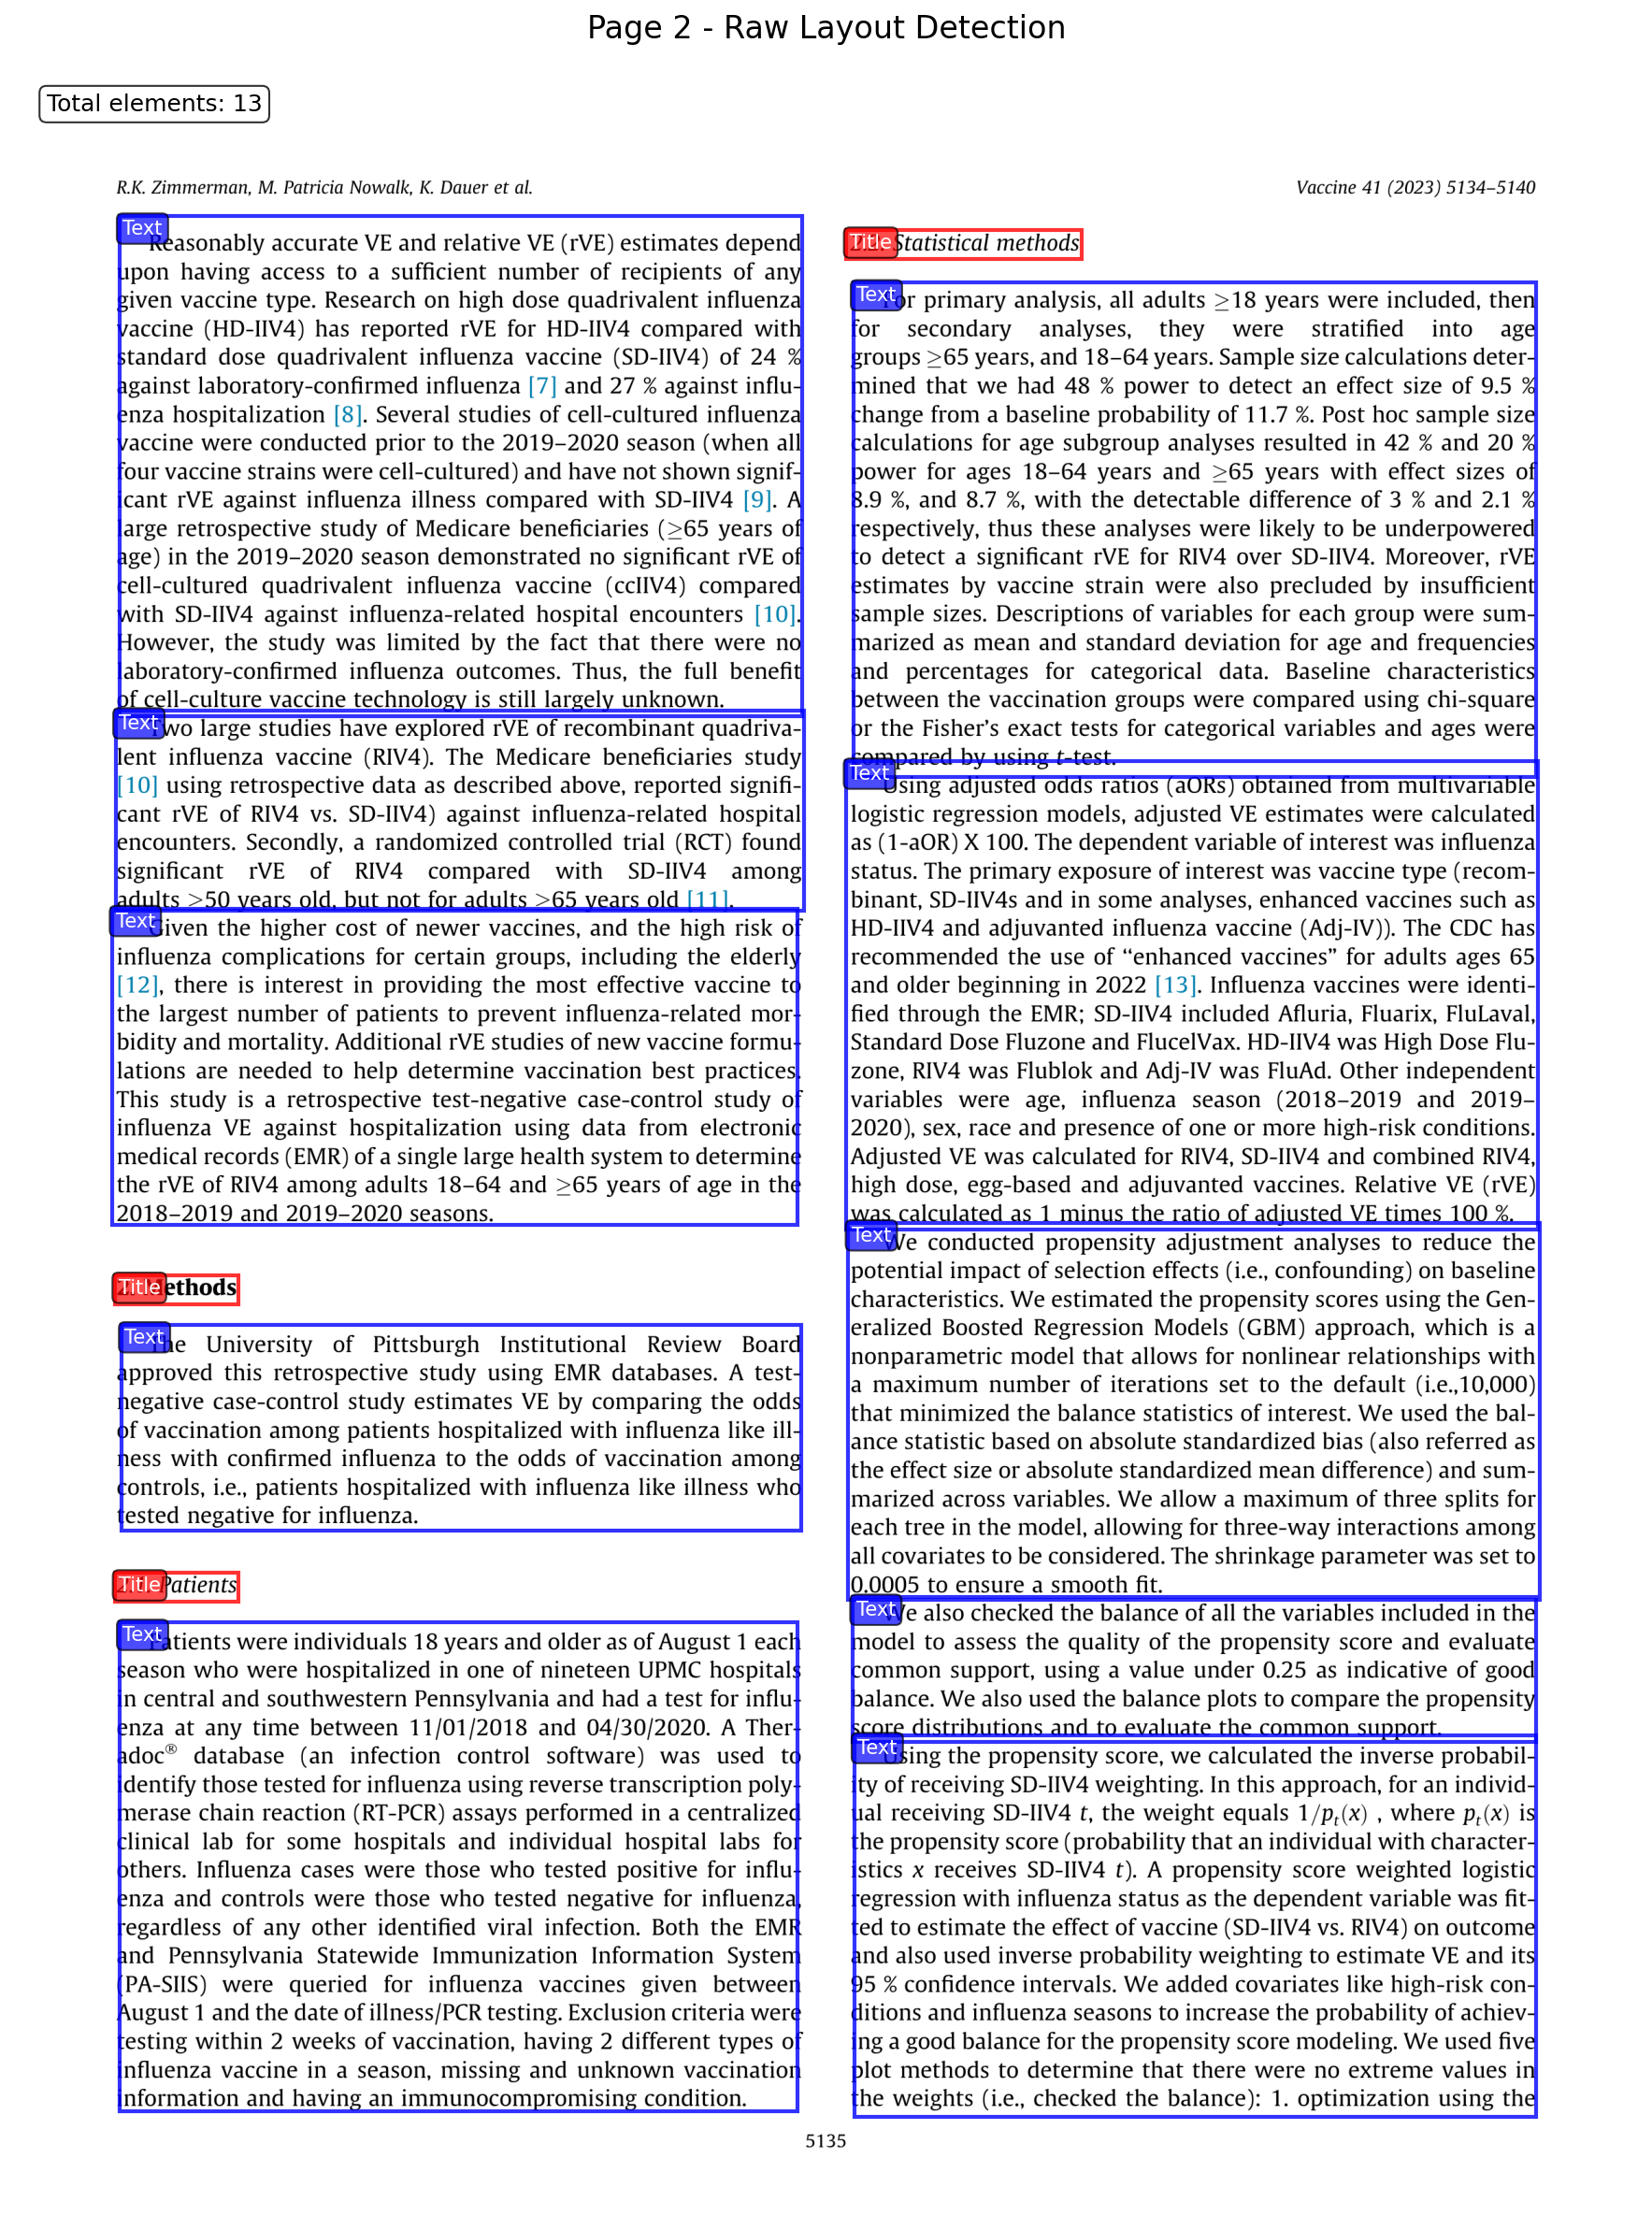 Page 2 - Raw Layout Detection
Total elements: 13
R.K. Zimmerman, M. Patricia Nowalk, K. Dauer et al.
Vaccine 41 (2023) 5134–5140
Text
Reasonably accurate VE and relative VE (rVE) estimates depend
upon having access to a sufficient number of recipients of any
given vaccine type. Research on high dose quadrivalent influenza
vaccine (HD-IIV4) has reported rVE for HD-IIV4 compared with
standard dose quadrivalent influenza vaccine (SD-IIV4) of 24 %
against laboratory-confirmed influenza [7] and 27 % against influ-
enza hospitalization [8]. Several studies of cell-cultured influenza
vaccine were conducted prior to the 2019–2020 season (when all
four vaccine strains were cell-cultured) and have not shown signif-
icant rVE against influenza illness compared with SD-IIV4 [9]. A
large retrospective study of Medicare beneficiaries (≥65 years of
age) in the 2019–2020 season demonstrated no significant rVE of
cell-cultured quadrivalent influenza vaccine (ccIIV4) compared
with SD-IIV4 against influenza-related hospital encounters [10].
However, the study was limited by the fact that there were no
laboratory-confirmed influenza outcomes. Thus, the full benefit
of cell-culture vaccine technology is still largely unknown.
Text
Two large studies have explored rVE of recombinant quadriva-
lent influenza vaccine (RIV4). The Medicare beneficiaries study
[10] using retrospective data as described above, reported signifi-
cant rVE of RIV4 vs. SD-IIV4) against influenza-related hospital
encounters. Secondly, a randomized controlled trial (RCT) found
significant rVE of RIV4 compared with SD-IIV4 among
adults >50 years old, but not for adults >65 years old [11].
Text
Given the higher cost of newer vaccines, and the high risk of
influenza complications for certain groups, including the elderly
[12], there is interest in providing the most effective vaccine to
the largest number of patients to prevent influenza-related mor-
bidity and mortality. Additional rVE studies of new vaccine formu-
lations are needed to help determine vaccination best practices.
This study is a retrospective test-negative case-control study of
influenza VE against hospitalization using data from electronic
medical records (EMR) of a single large health system to determine
the rVE of RIV4 among adults 18–64 and ≥65 years of age in the
2018–2019 and 2019–2020 seasons.
Title
Methods
Text
The University of Pittsburgh Institutional Review Board
approved this retrospective study using EMR databases. A test-
negative case-control study estimates VE by comparing the odds
of vaccination among patients hospitalized with influenza like ill-
ness with confirmed influenza to the odds of vaccination among
controls, i.e., patients hospitalized with influenza like illness who
tested negative for influenza.
Title
Patients
Text
Patients were individuals 18 years and older as of August 1 each
season who were hospitalized in one of nineteen UPMC hospitals
in central and southwestern Pennsylvania and had a test for influ-
enza at any time between 11/01/2018 and 04/30/2020. A Ther-
adoc® database (an infection control software) was used to
identify those tested for influenza using reverse transcription poly-
merase chain reaction (RT-PCR) assays performed in a centralized
clinical lab for some hospitals and individual hospital labs for
others. Influenza cases were those who tested positive for influ-
enza and controls were those who tested negative for influenza,
regardless of any other identified viral infection. Both the EMR
and Pennsylvania Statewide Immunization Information System
(PA-SIIS) were queried for influenza vaccines given between
August 1 and the date of illness/PCR testing. Exclusion criteria were
testing within 2 weeks of vaccination, having 2 different types of
influenza vaccine in a season, missing and unknown vaccination
information and having an immunocompromising condition.
Title
Statistical methods
Text
For primary analysis, all adults ≥18 years were included, then
for secondary analyses, they were stratified into age
groups ≥65 years, and 18–64 years. Sample size calculations deter-
mined that we had 48 % power to detect an effect size of 9.5 %
change from a baseline probability of 11.7 %. Post hoc sample size
calculations for age subgroup analyses resulted in 42 % and 20 %
power for ages 18–64 years and ≥65 years with effect sizes of
8.9 %, and 8.7 %, with the detectable difference of 3 % and 2.1 %
respectively, thus these analyses were likely to be underpowered
to detect a significant rVE for RIV4 over SD-IIV4. Moreover, rVE
estimates by vaccine strain were also precluded by insufficient
sample sizes. Descriptions of variables for each group were sum-
marized as mean and standard deviation for age and frequencies
and percentages for categorical data. Baseline characteristics
between the vaccination groups were compared using chi-square
or the Fisher's exact tests for categorical variables and ages were
compared by using t-test.
Text
Using adjusted odds ratios (aORs) obtained from multivariable
logistic regression models, adjusted VE estimates were calculated
as (1-aOR) X 100. The dependent variable of interest was influenza
status. The primary exposure of interest was vaccine type (recom-
binant, SD-IIV4s and in some analyses, enhanced vaccines such as
HD-IIV4 and adjuvanted influenza vaccine (Adj-IV)). The CDC has
recommended the use of “enhanced vaccines” for adults ages 65
and older beginning in 2022 [13]. Influenza vaccines were identi-
fied through the EMR; SD-IIV4 included Afluria, Fluarix, FluLaval,
Standard Dose Fluzone and FlucelVax. HD-IIV4 was High Dose Flu-
zone, RIV4 was Flublok and Adj-IV was FluAd. Other independent
variables were age, influenza season (2018–2019 and 2019–
2020), sex, race and presence of one or more high-risk conditions.
Adjusted VE was calculated for RIV4, SD-IIV4 and combined RIV4,
high dose, egg-based and adjuvanted vaccines. Relative VE (rVE)
was calculated as 1 minus the ratio of adjusted VE times 100 %.
Text
We conducted propensity adjustment analyses to reduce the
potential impact of selection effects (i.e., confounding) on baseline
characteristics. We estimated the propensity scores using the Gen-
eralized Boosted Regression Models (GBM) approach, which is a
nonparametric model that allows for nonlinear relationships with
a maximum number of iterations set to the default (i.e.,10,000)
that minimized the balance statistics of interest. We used the bal-
ance statistic based on absolute standardized bias (also referred as
the effect size or absolute standardized mean difference) and sum-
marized across variables. We allow a maximum of three splits for
each tree in the model, allowing for three-way interactions among
all covariates to be considered. The shrinkage parameter was set to
0.0005 to ensure a smooth fit.
Text
We also checked the balance of all the variables included in the
model to assess the quality of the propensity score and evaluate
common support, using a value under 0.25 as indicative of good
balance. We also used the balance plots to compare the propensity
score distributions and to evaluate the common support.
Text
Using the propensity score, we calculated the inverse probabil-
ity of receiving SD-IIV4 weighting. In this approach, for an individ-
ual receiving SD-IIV4 t, the weight equals 1/pt(x) , where pt(x) is
the propensity score (probability that an individual with character-
istics x receives SD-IIV4 t). A propensity score weighted logistic
regression with influenza status as the dependent variable was fit-
ted to estimate the effect of vaccine (SD-IIV4 vs. RIV4) on outcome
and also used inverse probability weighting to estimate VE and its
95 % confidence intervals. We added covariates like high-risk con-
ditions and influenza seasons to increase the probability of achiev-
ing a good balance for the propensity score modeling. We used five
plot methods to determine that there were no extreme values in
the weights (i.e., checked the balance): 1. optimization using the
5135